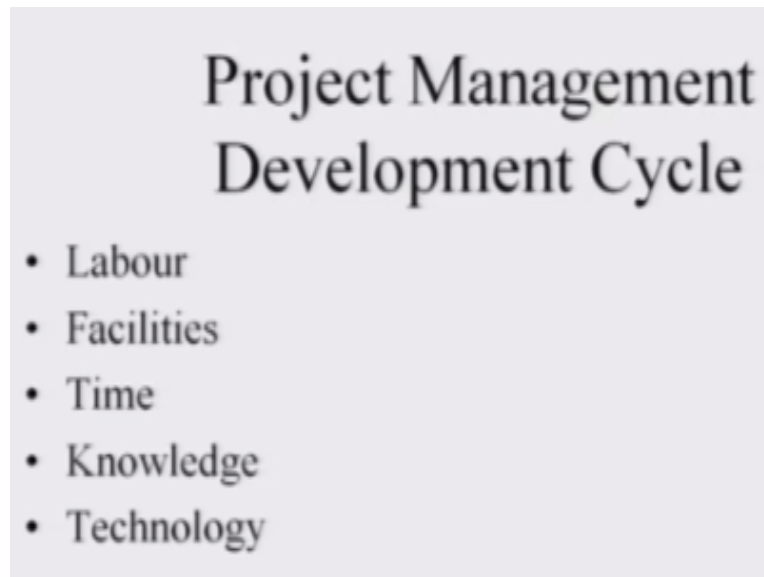 Project Management
Development Cycle
• Labour
• Facilities
• Time
• Knowledge
• Technology